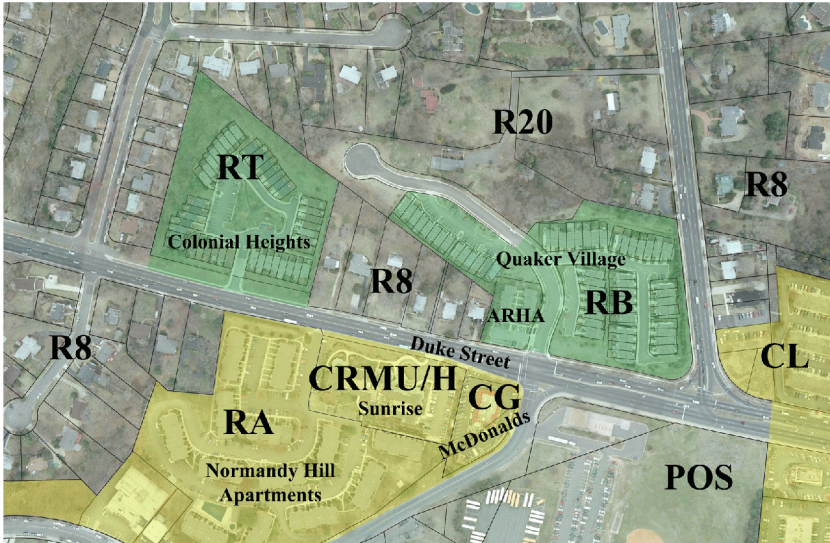 R20
RT
R8
Colonial Heights
Quaker Village
R8
RB
ARHA
R8
Duke Street
CL
CRMU/H
CG
Sunrise
RA
McDonalds
Normandy Hill
Apartments
POS